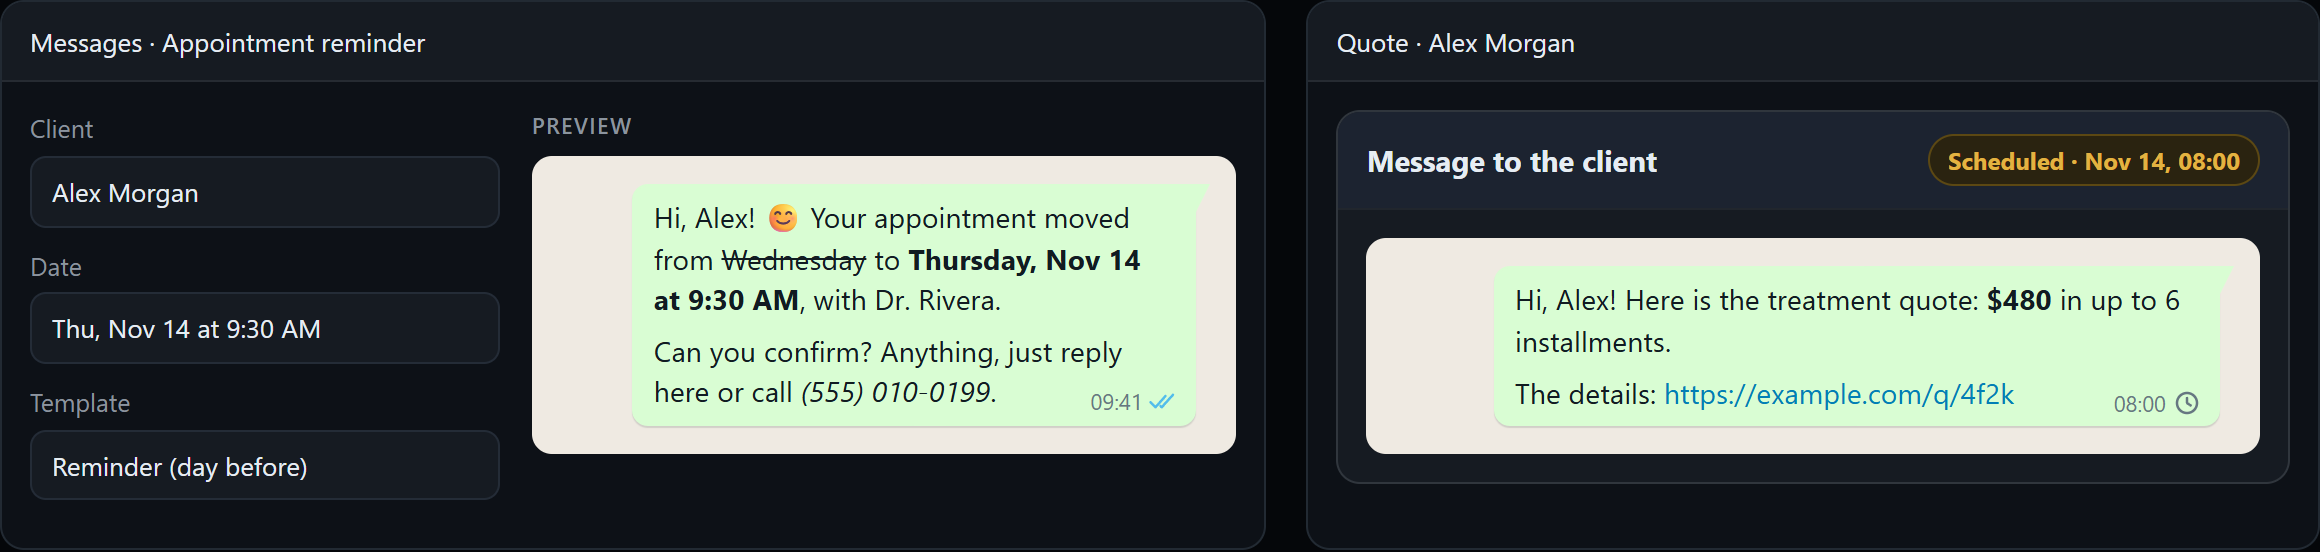 Messages · Appointment reminder
Client
Alex Morgan
Date
Thu, Nov 14 at 9:30 AM
Template
Reminder (day before)
PREVIEW
Hi, Alex! 😊 Your appointment moved
from Wednesday to Thursday, Nov 14
at 9:30 AM, with Dr. Rivera.
Can you confirm? Anything, just reply
here or call (555) 010-0199.
09:41
Quote · Alex Morgan
Message to the client
Scheduled · Nov 14, 08:00
Hi, Alex! Here is the treatment quote: $480 in up to 6
installments.
The details: https://example.com/q/4f2k
08:00